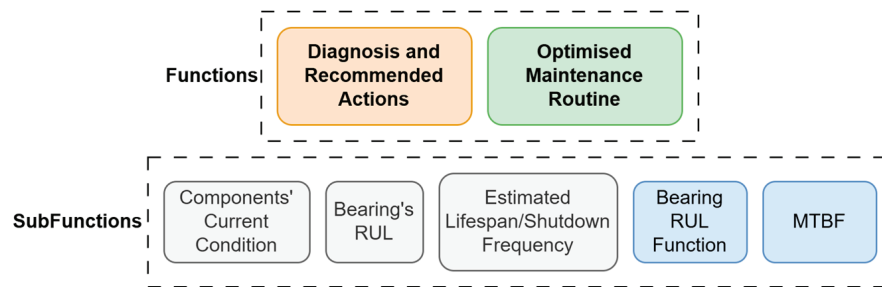 Functions
Diagnosis and
Recommended
Actions
Optimised
Maintenance
Routine
SubFunctions
Components'
Current
Condition
Bearing's
RUL
Estimated
Lifespan/Shutdown
Frequency
Bearing
RUL
Function
MTBF